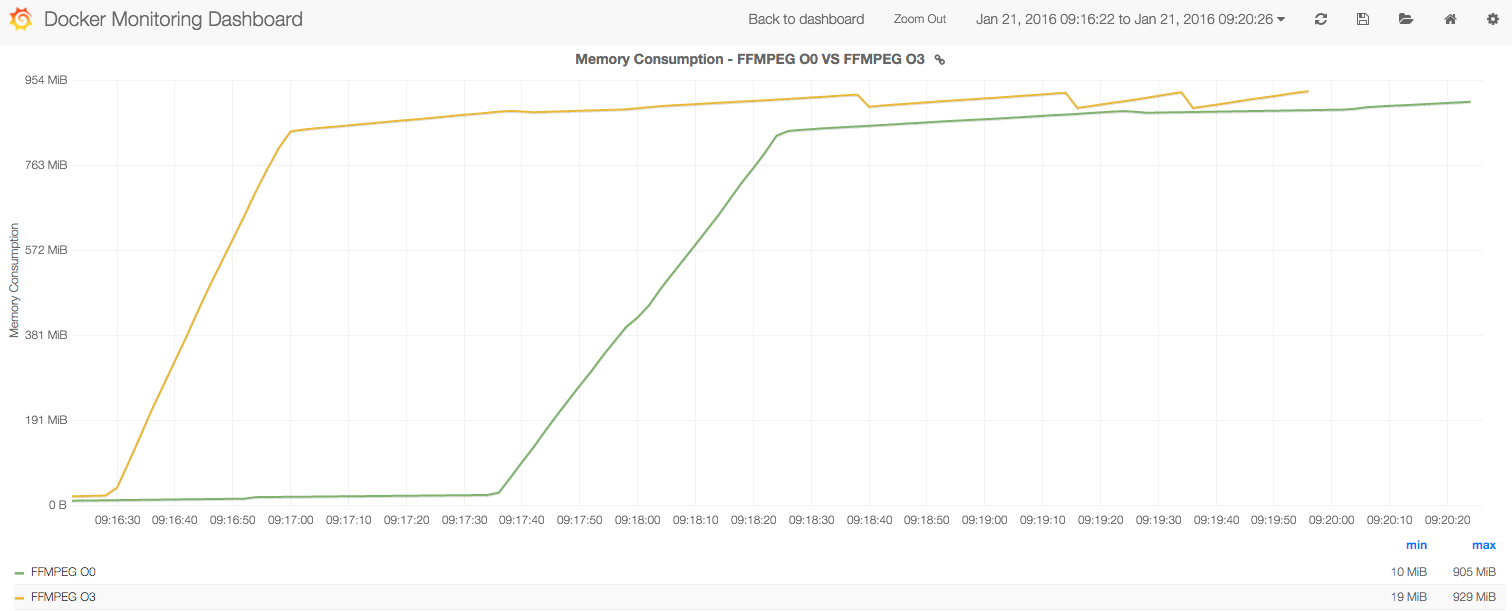 Docker Monitoring Dashboard Back to dashboard Zoom Out Jan 21, 2016 09:16:22 to Jan 21, 2016 09:20:26
Memory Consumption - FFMPEG O0 VS FFMPEG O3
954 MiB
763 MiB
572 MiB
381 MiB
191 MiB
0 B
Memory Consumption
09:16:30 09:16:40 09:16:50 09:17:00 09:17:10 09:17:20 09:17:30 09:17:40 09:17:50 09:18:00 09:18:10 09:18:20 09:18:30 09:18:40 09:18:50 09:19:00 09:19:10 09:19:20 09:19:30 09:19:40 09:19:50 09:20:00 09:20:10 09:20:20
min max
FFMPEG O0 10 MiB 905 MiB
FFMPEG O3 19 MiB 929 MiB